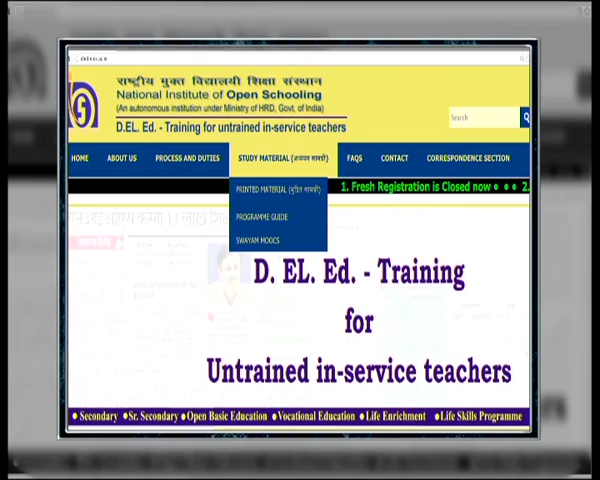 राष्ट्रीय मुक्त विद्यालयी शिक्षा संस्थान
National Institute of Open Schooling
(An autonomous institution under Ministry of HRD, Govt. of India)
D.EL. Ed. - Training for untrained in-service teachers
Search
HOME ABOUT US PROCESS AND DUTIES STUDY MATERIAL (अध्ययन सामग्री) FAQS CONTACT CORRESPONDENCE SECTION
PRINTED MATERIAL (मुद्रित सामग्री)
1. Fresh Registration is Closed now • • • 2.
PROGRAMME GUIDE
SWAYAM MOOCS
D. EL. Ed. - Training
for
Untrained in-service teachers
• Secondary • Sr. Secondary • Open Basic Education • Vocational Education • Life Enrichment • Life Skills Programme